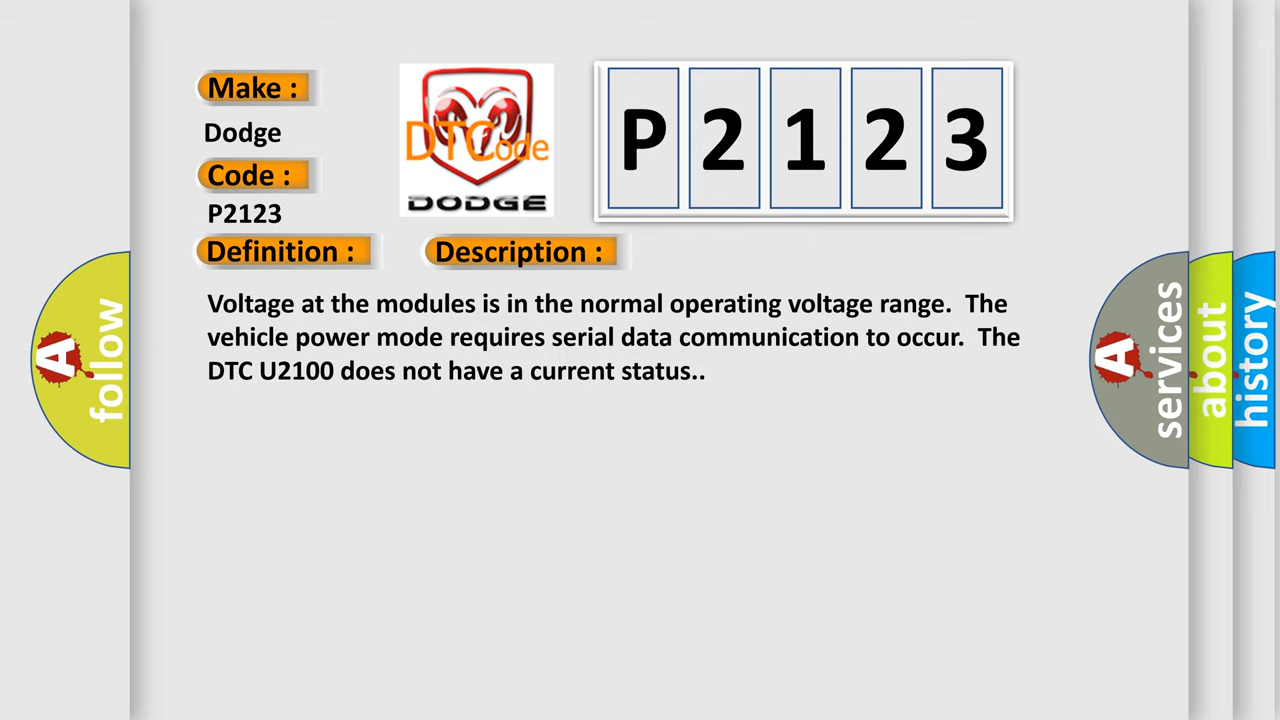 Make :
Dodge
Code :
P2123
Definition :
Description :
DTCode
DODGE
P 2 1 2 3
Voltage at the modules is in the normal operating voltage range. The
vehicle power mode requires serial data communication to occur. The
DTC U2100 does not have a current status..
A follow
A services
about
history